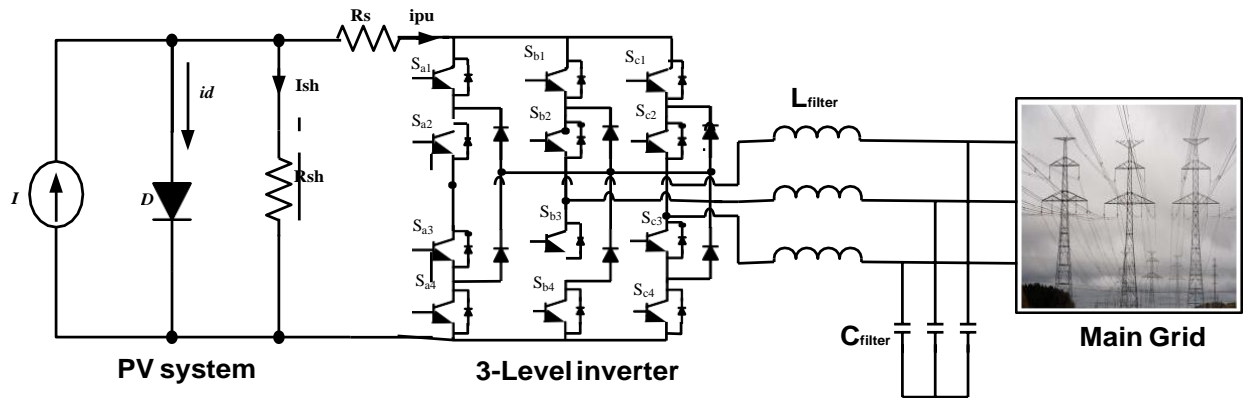 Rs
ipu
Sa1
Sb1
Sc1
id
Ish
Sa2
Sb2
Sc2
Lfilter
I
D
Rsh
Sa3
Sb3
Sc3
Sa4
Sb4
Sc4
Cfilter
Main Grid
PV system
3-Level inverter